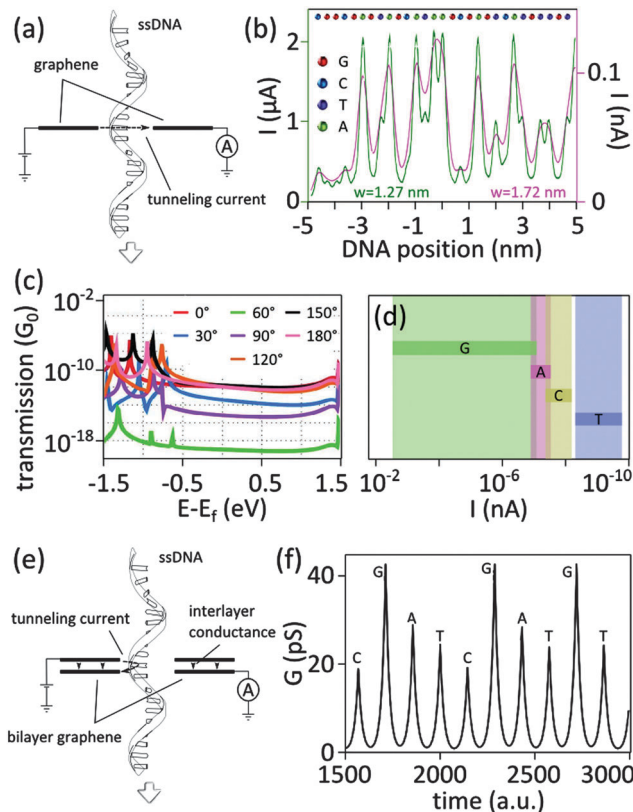 (a)
ssDNA
graphene
A
tunneling current
(b)
I (μA)
2
1
0
G
C
T
A
w=1.27 nm
w=1.72 nm
0.1
0
I (nA)
-5 -3 -1 1 3 5
DNA position (nm)
(c)
transmission (G₀)
10⁻²
10⁻¹⁰
10⁻¹⁸
0° 60° 150°
30° 90° 180°
120°
-1.5 -0.5 0.5 1.5
E-E_f (eV)
(d)
G
A
C
T
10⁻² 10⁻⁶ 10⁻¹⁰
I (nA)
(e)
ssDNA
tunneling current
interlayer
conductance
A
bilayer graphene
(f)
G (pS)
40
20
0
C G A T C G A T G T
1500 2000 2500 3000
time (a.u.)